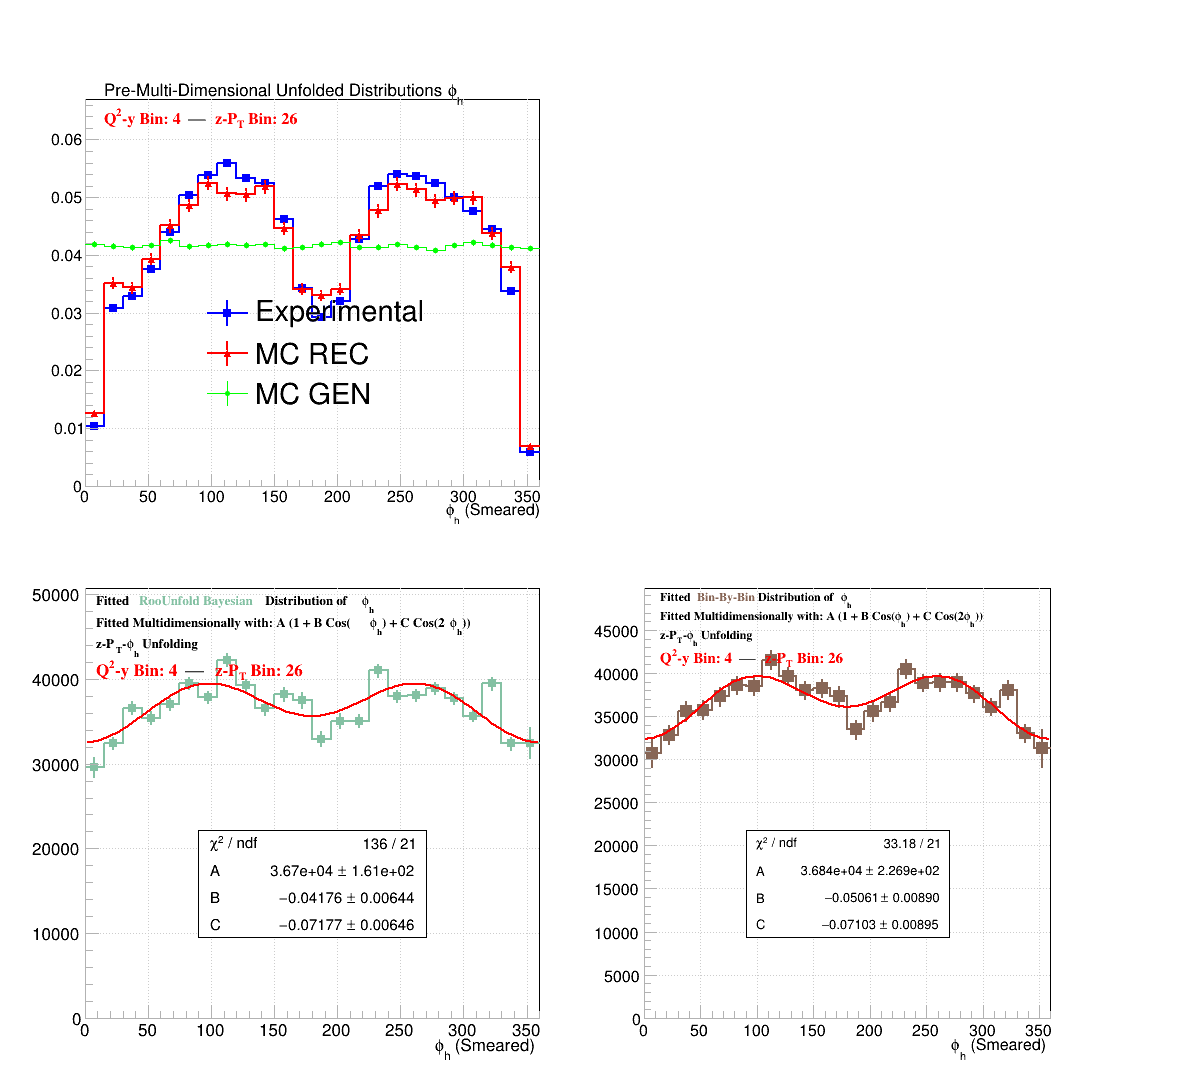 Pre-Multi-Dimensional Unfolded Distributions ϕh
Q2-y Bin: 4 — z-PT Bin: 26
0.06
0.05
0.04
0.03
0.02
0.01
0
Experimental
MC REC
MC GEN
0 50 100 150 200 250 300 350
ϕh (Smeared)
Fitted RooUnfold Bayesian Distribution of ϕh
Fitted Multidimensionally with: A (1 + B Cos( ϕh) + C Cos(2 ϕh))
z-PT-ϕh Unfolding
Q2-y Bin: 4 — z-PT Bin: 26
50000
40000
30000
20000
10000
0
χ2 / ndf 136 / 21
A 3.67e+04 ± 1.61e+02
B −0.04176 ± 0.00644
C −0.07177 ± 0.00646
0 50 100 150 200 250 300 350
ϕh (Smeared)
Fitted Bin-By-Bin Distribution of ϕh
Fitted Multidimensionally with: A (1 + B Cos(ϕh) + C Cos(2ϕh))
z-PT-ϕh Unfolding
Q2-y Bin: 4 — z-PT Bin: 26
45000
40000
35000
30000
25000
20000
15000
10000
5000
0
χ2 / ndf 33.18 / 21
A 3.684e+04 ± 2.269e+02
B −0.05061 ± 0.00890
C −0.07103 ± 0.00895
0 50 100 150 200 250 300 350
ϕh (Smeared)